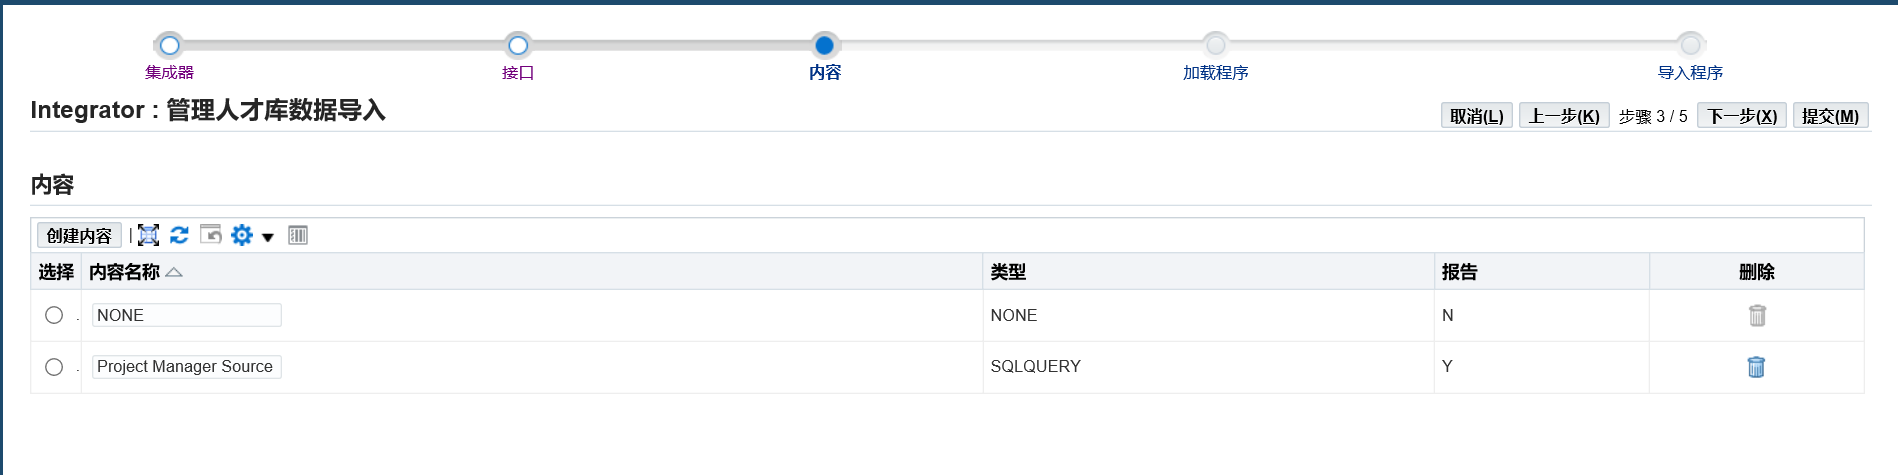 集成器 接口 内容 加载程序 导入程序
Integrator : 管理人才库数据导入 取消(L) 上一步(K) 步骤 3 / 5 下一步(X) 提交(M)
内容
创建内容
选择 内容名称 类型 报告 删除
NONE NONE N
Project Manager Source SQLQUERY Y